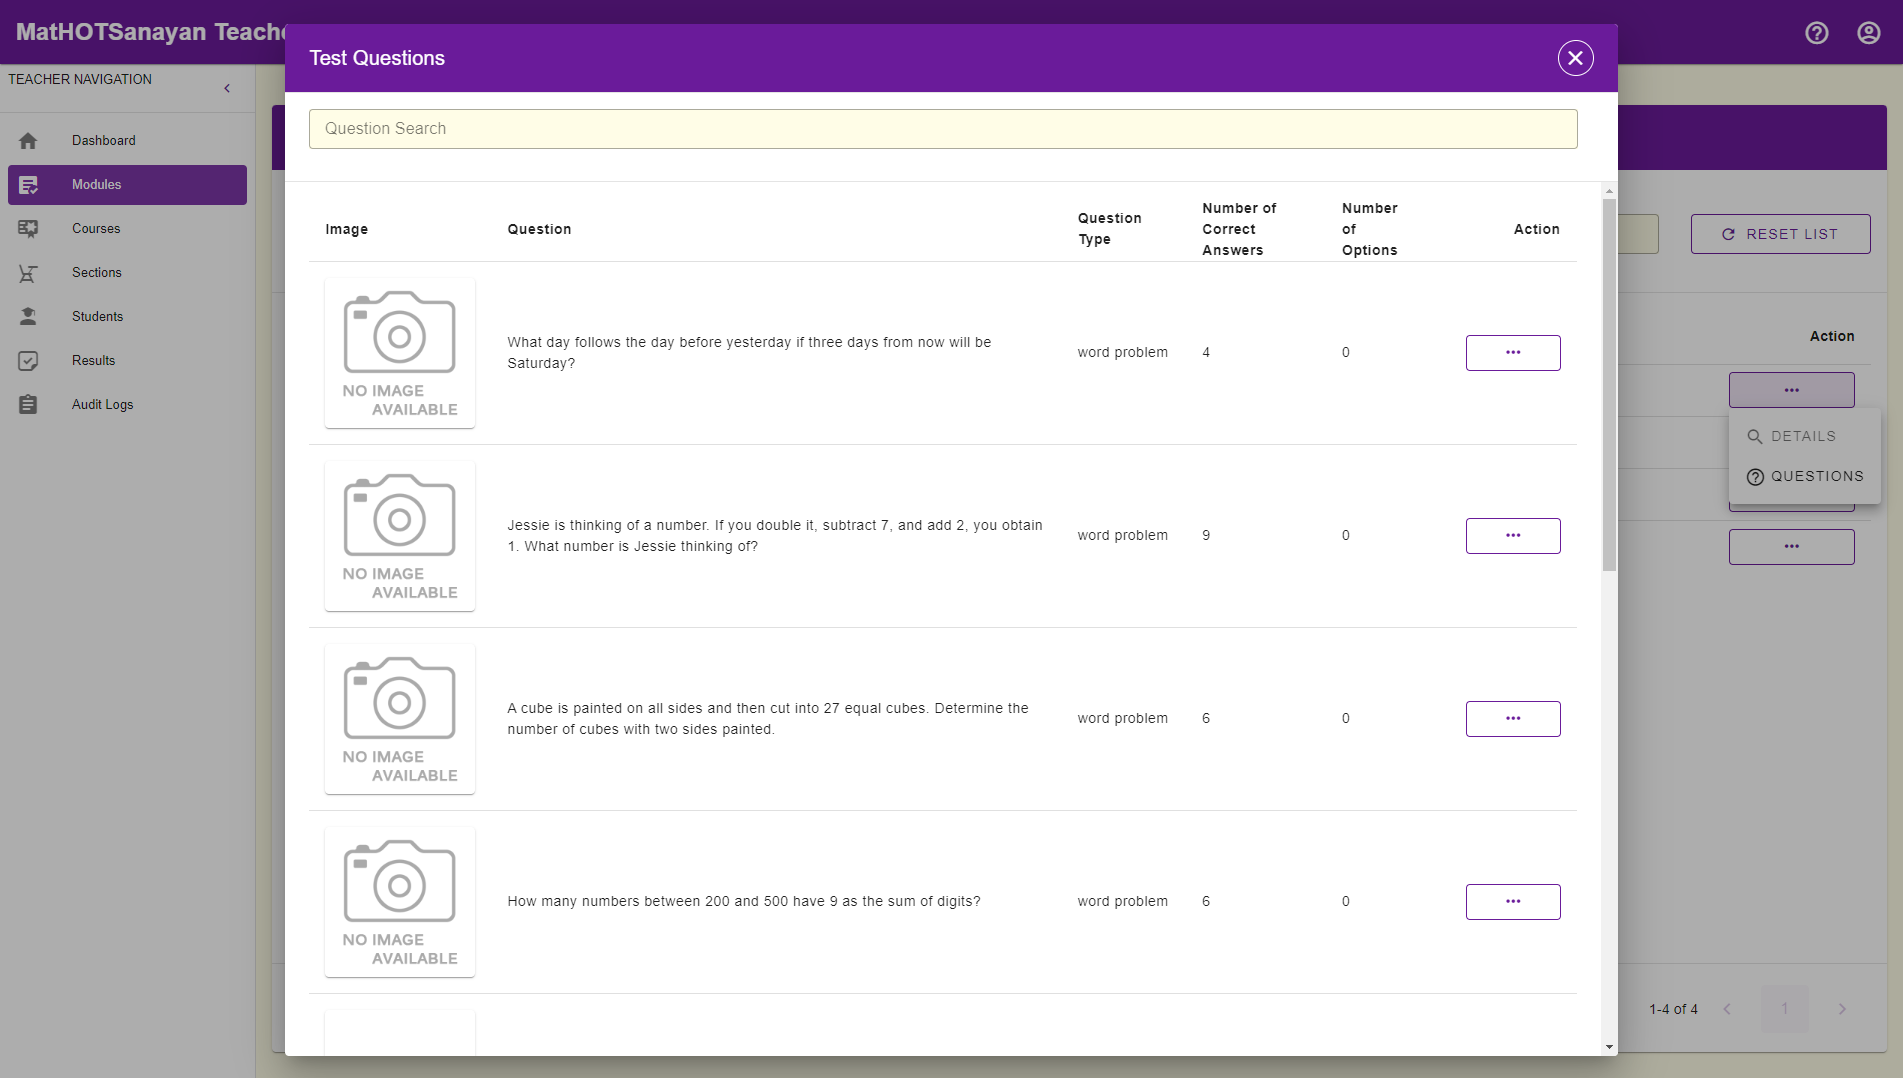 MatHOTSanayan Teache
TEACHER NAVIGATION
Dashboard
Modules
Courses
Sections
Students
Results
Audit Logs
Test Questions
Question Search
Image
Question
Question
Type
Number of
Correct
Answers
Number
of
Options
Action
NO IMAGE
AVAILABLE
What day follows the day before yesterday if three days from now will be
Saturday?
word problem
4
0
NO IMAGE
AVAILABLE
Jessie is thinking of a number. If you double it, subtract 7, and add 2, you obtain
1. What number is Jessie thinking of?
word problem
9
0
NO IMAGE
AVAILABLE
A cube is painted on all sides and then cut into 27 equal cubes. Determine the
number of cubes with two sides painted.
word problem
6
0
NO IMAGE
AVAILABLE
How many numbers between 200 and 500 have 9 as the sum of digits?
word problem
6
0
RESET LIST
Action
DETAILS
QUESTIONS
1-4 of 4
1